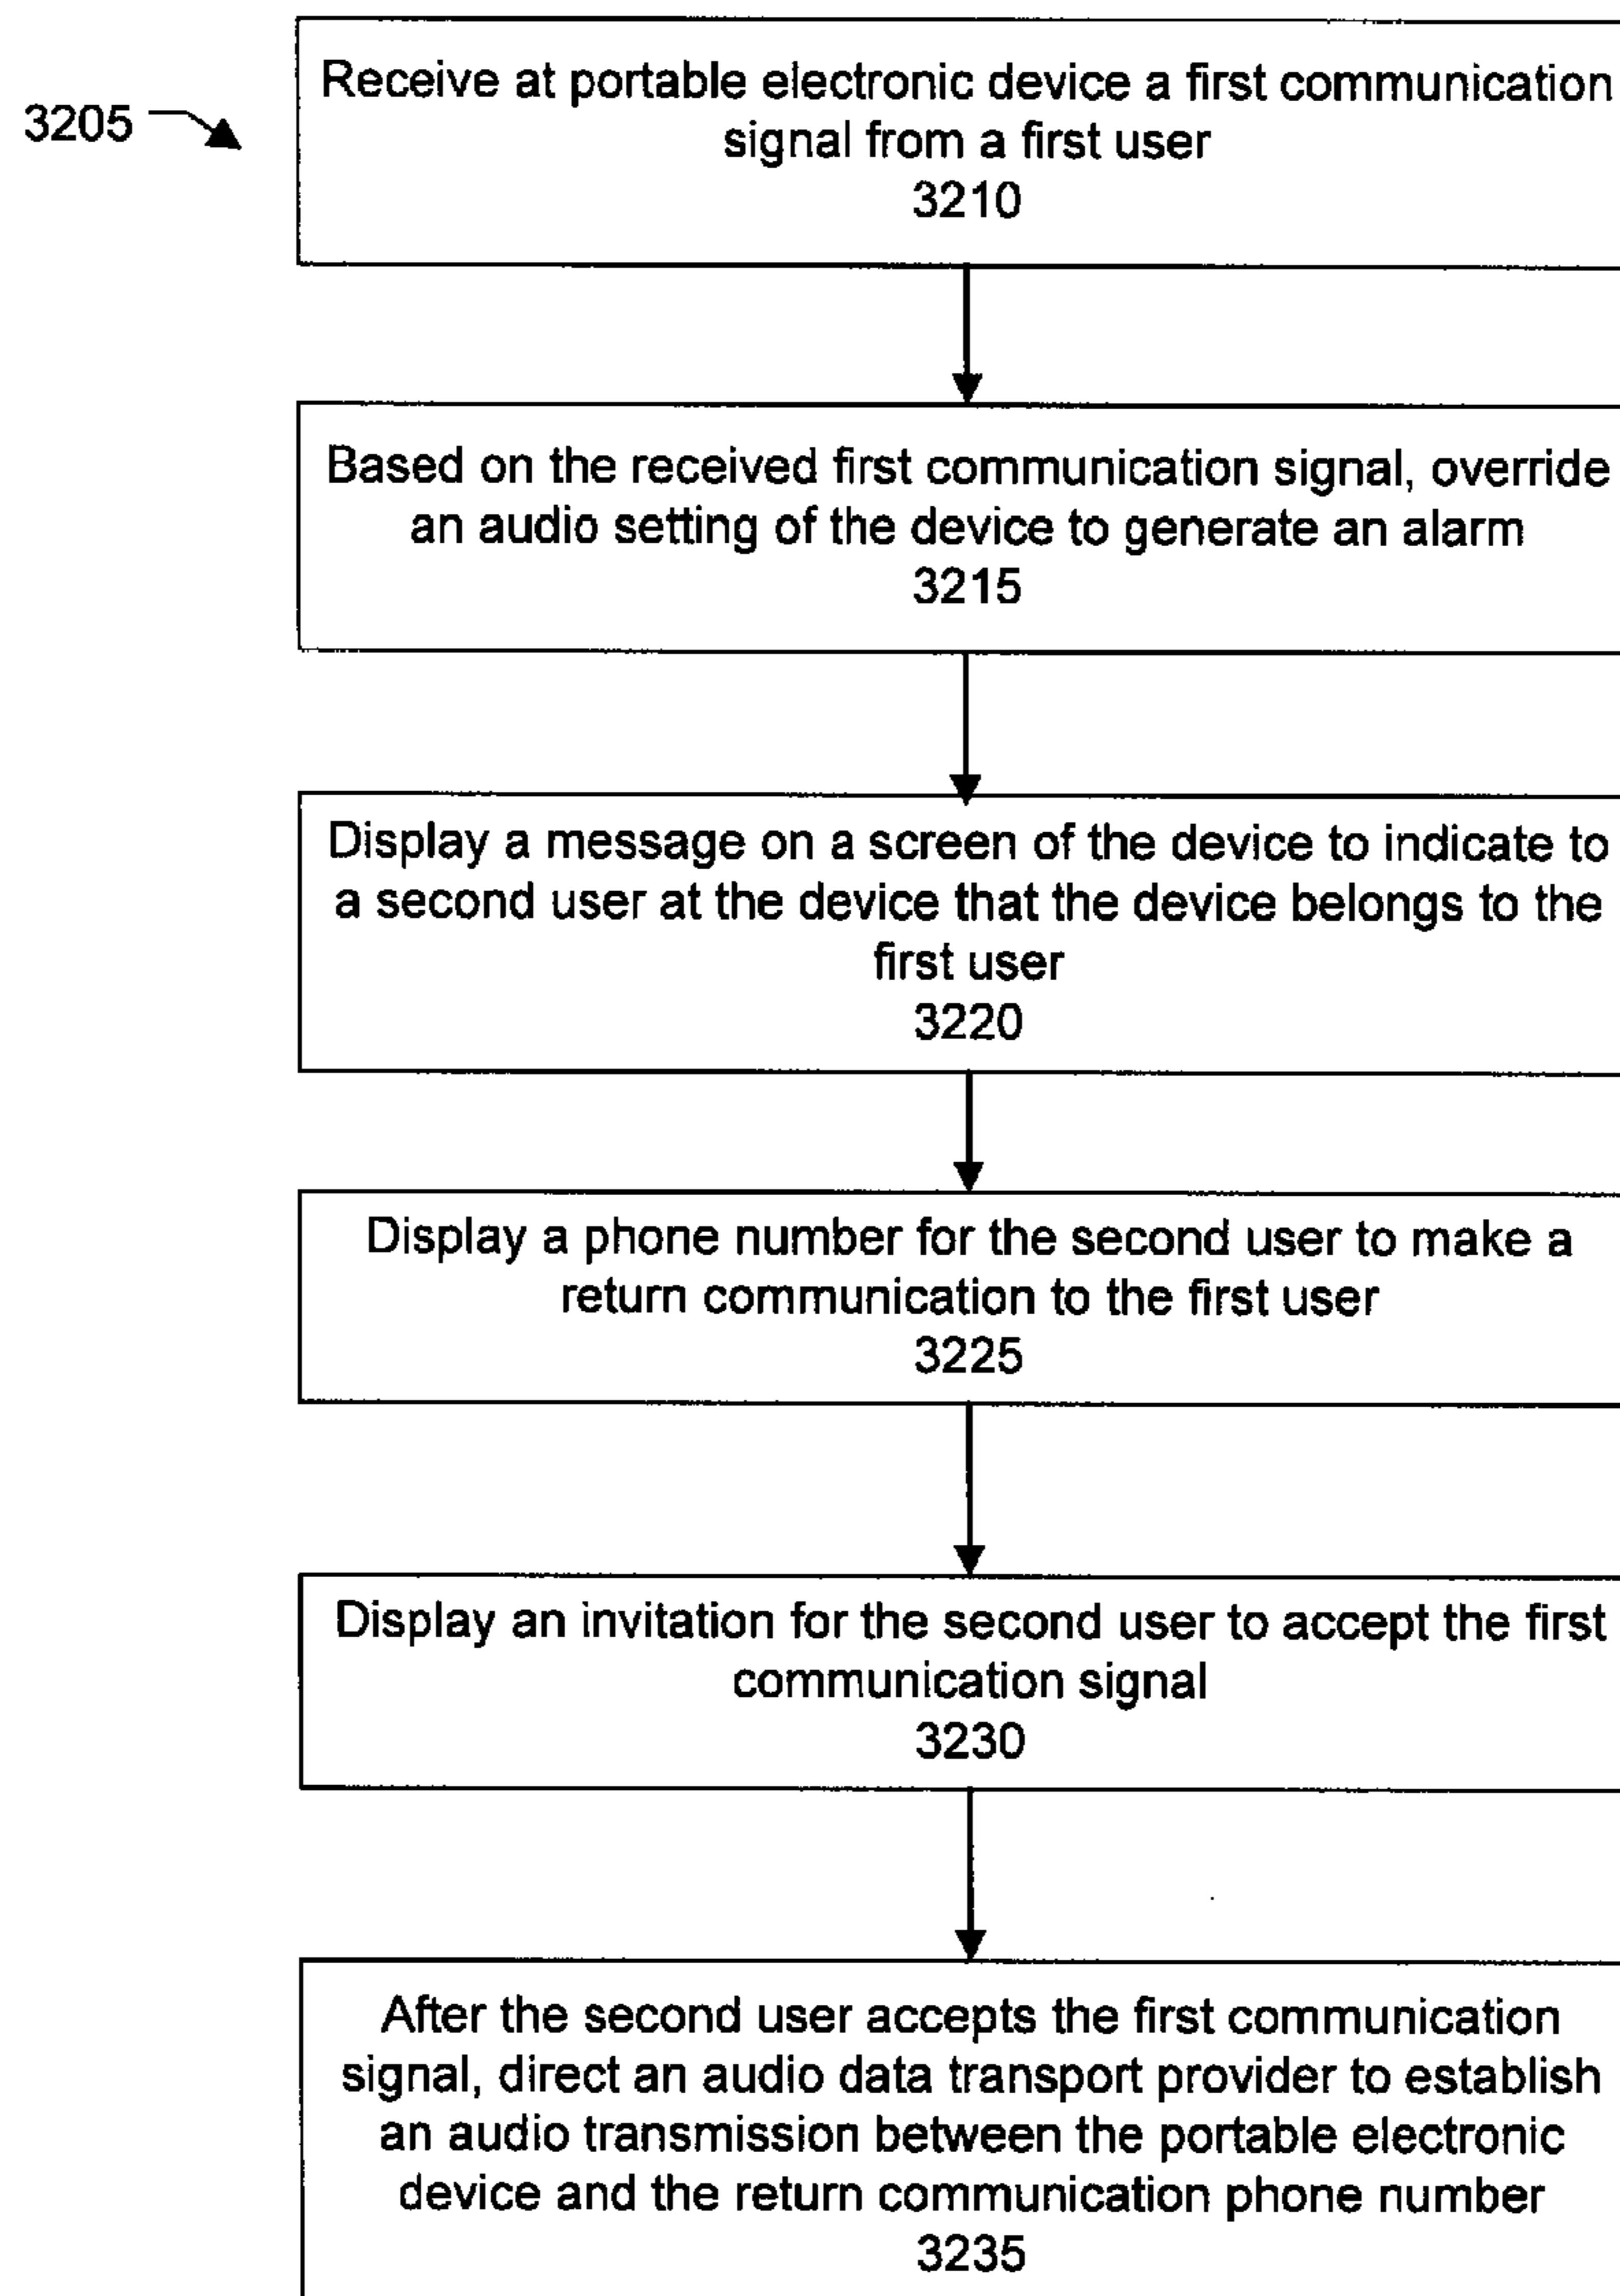 3205
Receive at portable electronic device a first communication
signal from a first user
3210
Based on the received first communication signal, override
an audio setting of the device to generate an alarm
3215
Display a message on a screen of the device to indicate to
a second user at the device that the device belongs to the
first user
3220
Display a phone number for the second user to make a
return communication to the first user
3225
Display an invitation for the second user to accept the first
communication signal
3230
After the second user accepts the first communication
signal, direct an audio data transport provider to establish
an audio transmission between the portable electronic
device and the return communication phone number
3235